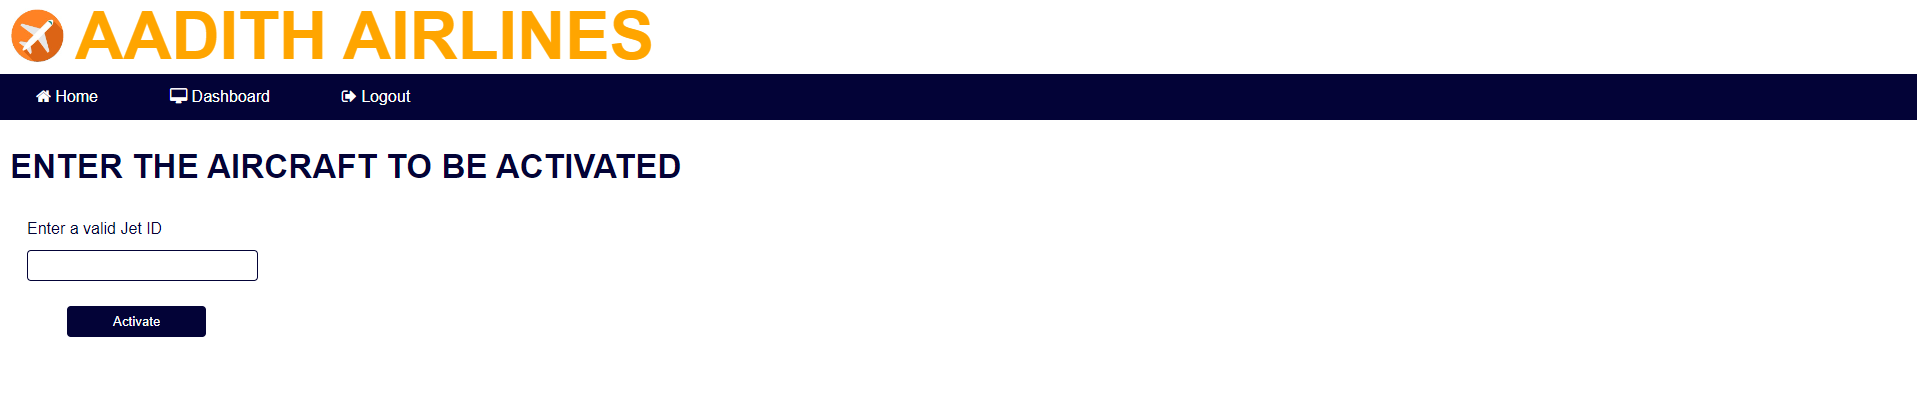 AADITH AIRLINES
Home Dashboard Logout
ENTER THE AIRCRAFT TO BE ACTIVATED
Enter a valid Jet ID
Activate